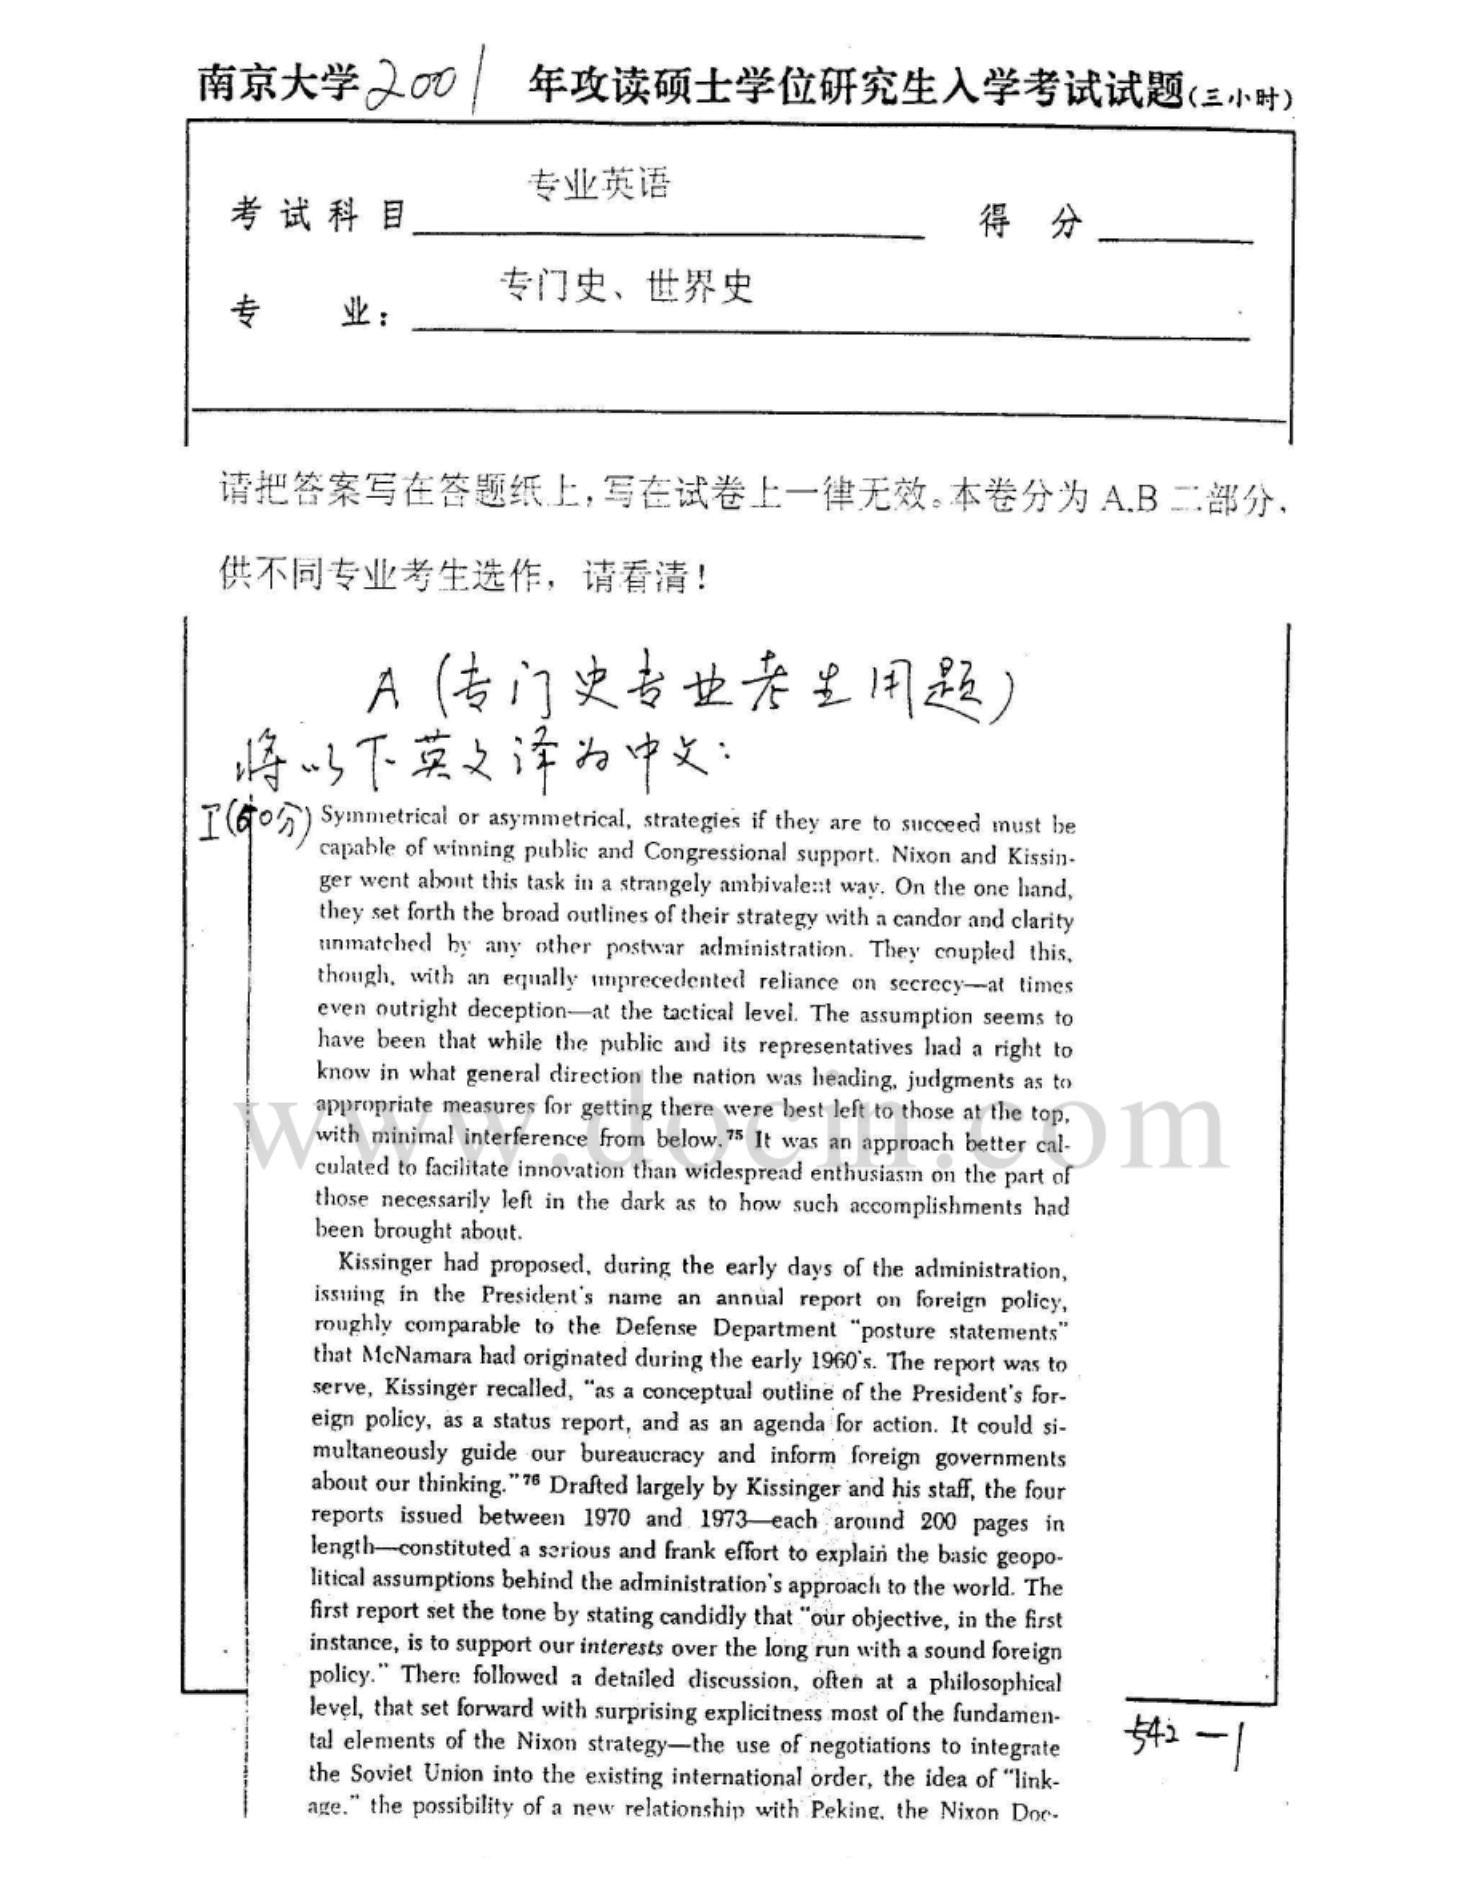 南京大学2001 年攻读硕士学位研究生入学考试试题(三小时)
考试科目 专业英语 得 分
专 业: 专门史、世界史
请把答案写在答题纸上,写在试卷上一律无效。本卷分为 A.B 二部分,
供不同专业考生选作,请看清!
A (专门史专业考生用题)
将以下英文译为中文:
I(60分) Symmetrical or asymmetrical, strategies if they are to succeed must be
capable of winning public and Congressional support. Nixon and Kissin-
ger went about this task in a strangely ambivalent way. On the one hand,
they set forth the broad outlines of their strategy with a candor and clarity
unmatched by any other postwar administration. They coupled this,
though, with an equally unprecedented reliance on secrecy—at times
even outright deception—at the tactical level. The assumption seems to
have been that while the public and its representatives had a right to
know in what general direction the nation was heading, judgments as to
appropriate measures for getting there were best left to those at the top,
with minimal interference from below.75 It was an approach better cal-
culated to facilitate innovation than widespread enthusiasm on the part of
those necessarily left in the dark as to how such accomplishments had
been brought about.
Kissinger had proposed, during the early days of the administration,
issuing in the President's name an annual report on foreign policy,
roughly comparable to the Defense Department "posture statements"
that McNamara had originated during the early 1960's. The report was to
serve, Kissinger recalled, "as a conceptual outline of the President's for-
eign policy, as a status report, and as an agenda for action. It could si-
multaneously guide our bureaucracy and inform foreign governments
about our thinking."76 Drafted largely by Kissinger and his staff, the four
reports issued between 1970 and 1973—each around 200 pages in
length—constituted a serious and frank effort to explain the basic geopo-
litical assumptions behind the administration's approach to the world. The
first report set the tone by stating candidly that "our objective, in the first
instance, is to support our interests over the long run with a sound foreign
policy." There followed a detailed discussion, often at a philosophical
level, that set forward with surprising explicitness most of the fundamen-
tal elements of the Nixon strategy—the use of negotiations to integrate
the Soviet Union into the existing international order, the idea of "link-
age," the possibility of a new relationship with Peking, the Nixon Doc-
542-1
www.docin.com